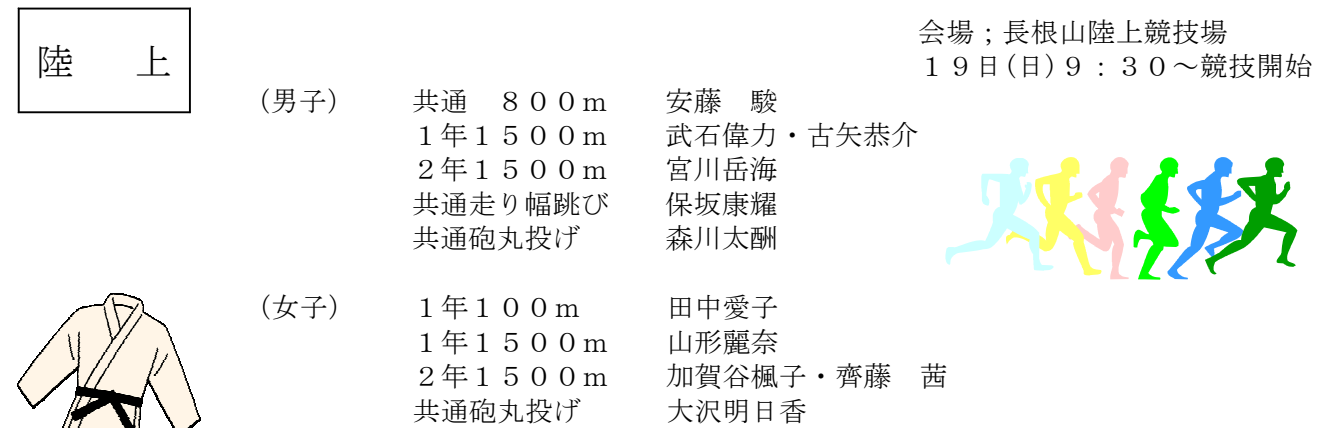 陸　上
会場；長根山陸上競技場
１９日(日)９：３０～競技開始
(男子)　共通　８００ｍ　安藤　駿
１年１５００ｍ　武石偉力・古矢恭介
２年１５００ｍ　宮川岳海
共通走り幅跳び　保坂康耀
共通砲丸投げ　森川太酬
(女子)　１年１００ｍ　田中愛子
１年１５００ｍ　山形麗奈
２年１５００ｍ　加賀谷楓子・齊藤　茜
共通砲丸投げ　大沢明日香